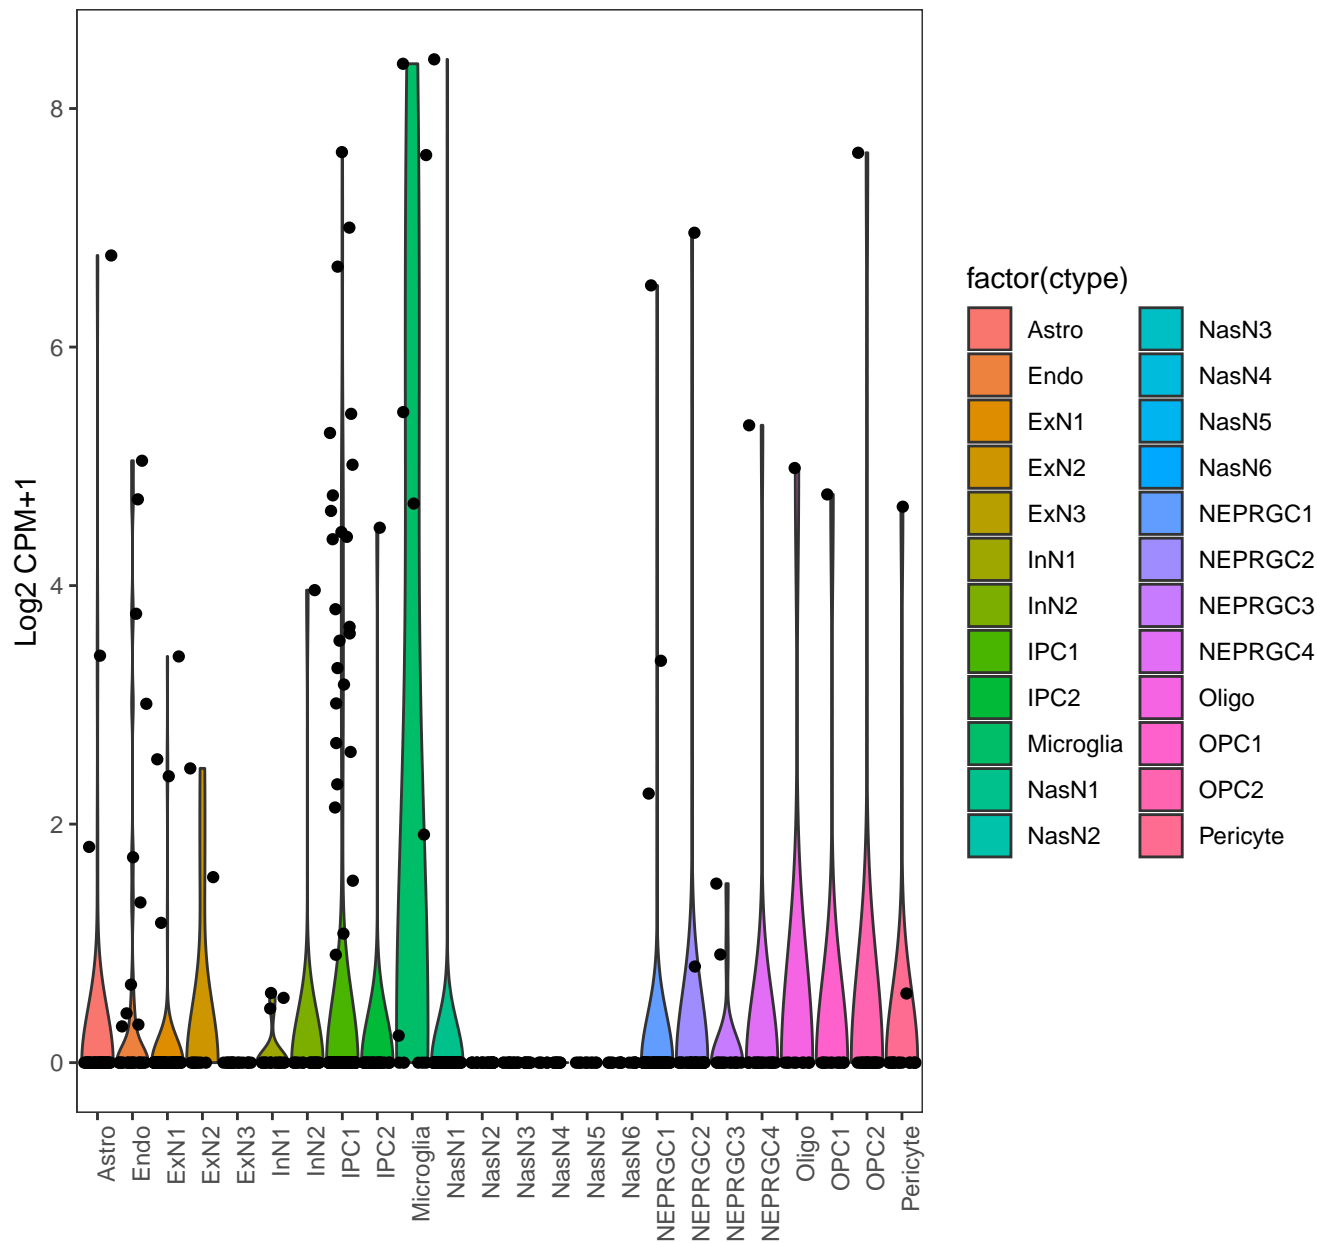 8
6
4
2
0
Log2 CPM+1
Astro
Endo
ExN1
ExN2
ExN3
InN1
InN2
IPC1
IPC2
Microglia
NasN1
NasN2
NasN3
NasN4
NasN5
NasN6
NEPRGC1
NEPRGC2
NEPRGC3
NEPRGC4
Oligo
OPC1
OPC2
Pericyte
factor(ctype)
Astro
Endo
ExN1
ExN2
ExN3
InN1
InN2
IPC1
IPC2
Microglia
NasN1
NasN2
NasN3
NasN4
NasN5
NasN6
NEPRGC1
NEPRGC2
NEPRGC3
NEPRGC4
Oligo
OPC1
OPC2
Pericyte